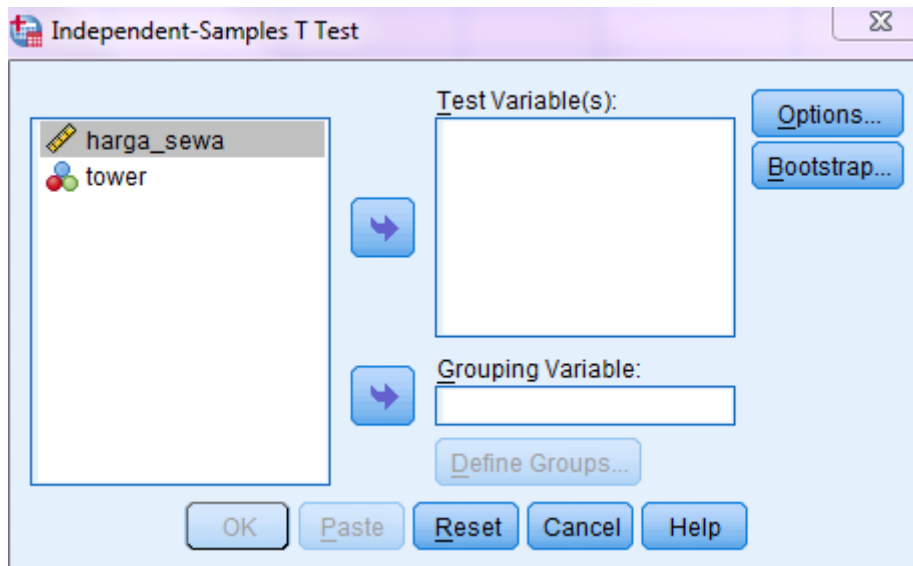 Independent-Samples T Test
harga_sewa
tower
Test Variable(s):
Options...
Bootstrap...
Grouping Variable:
Define Groups...
OK
Paste
Reset
Cancel
Help